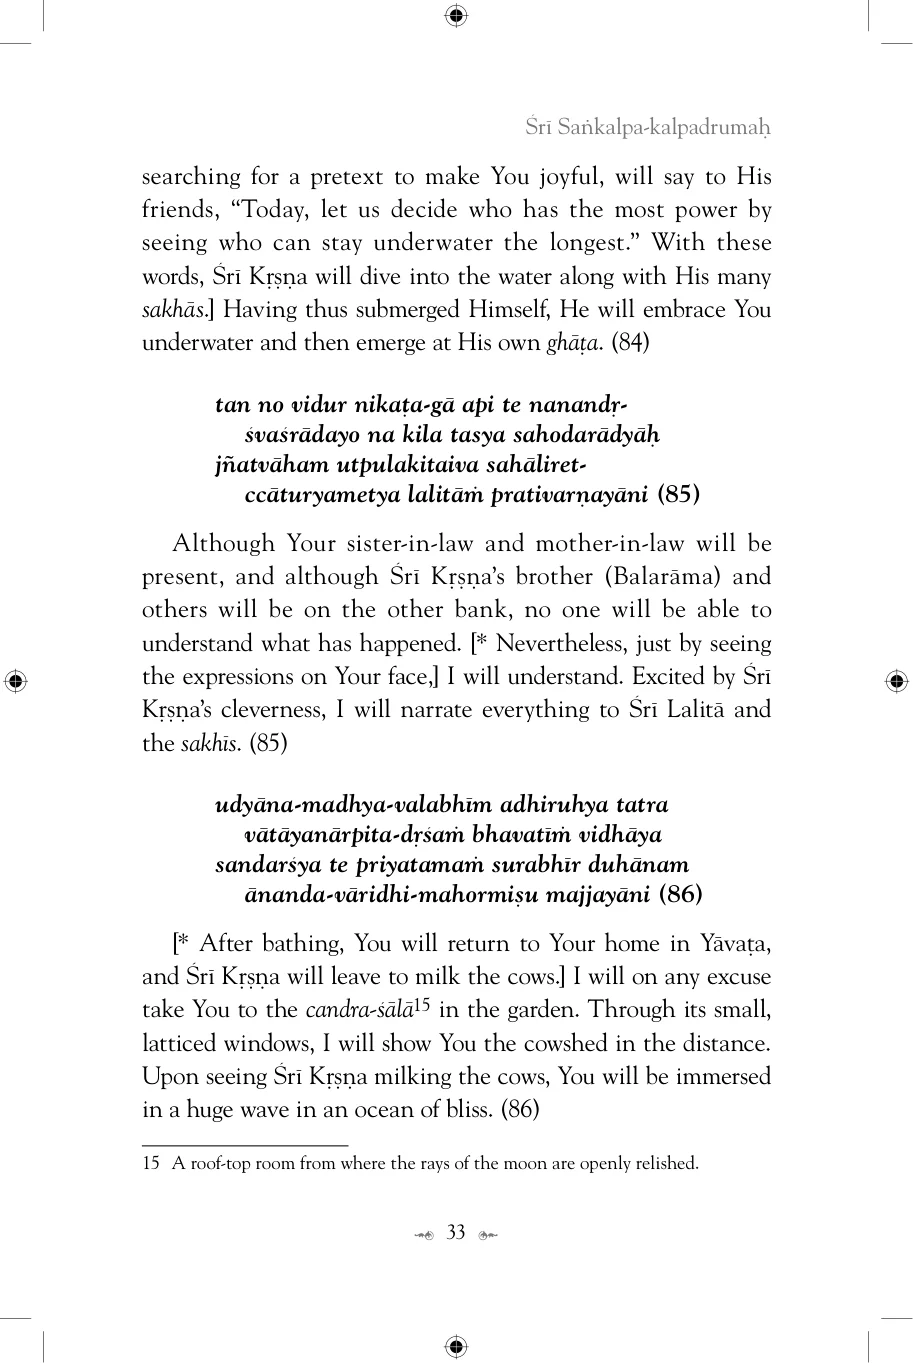 Śrī Saṅkalpa-kalpadrumaḥ
searching for a pretext to make You joyful, will say to His
friends, “Today, let us decide who has the most power by
seeing who can stay underwater the longest.” With these
words, Śrī Kṛṣṇa will dive into the water along with His many
sakhās.] Having thus submerged Himself, He will embrace You
underwater and then emerge at His own ghāṭa. (84)
tan no vidur nikaṭa-gā api te nanandṛ-
śvaśrādayo na kila tasya sahodarādyāḥ
jñatvāham utpulakitaiva sahāliret-
ccāturyametya lalitāṁ prativarṇayāni (85)
Although Your sister-in-law and mother-in-law will be
present, and although Śrī Kṛṣṇa’s brother (Balarāma) and
others will be on the other bank, no one will be able to
understand what has happened. [* Nevertheless, just by seeing
the expressions on Your face,] I will understand. Excited by Śrī
Kṛṣṇa’s cleverness, I will narrate everything to Śrī Lalitā and
the sakhīs. (85)
udyāna-madhya-valabhīm adhiruhya tatra
vātāyanārpita-dṛśaṁ bhavatīṁ vidhāya
sandarśya te priyatamaṁ surabhīr duhānam
ānanda-vāridhi-mahormiṣu majjayāni (86)
[* After bathing, You will return to Your home in Yāvaṭa,
and Śrī Kṛṣṇa will leave to milk the cows.] I will on any excuse
take You to the candra-śālā15 in the garden. Through its small,
latticed windows, I will show You the cowshed in the distance.
Upon seeing Śrī Kṛṣṇa milking the cows, You will be immersed
in a huge wave in an ocean of bliss. (86)
15 A roof-top room from where the rays of the moon are openly relished.
33